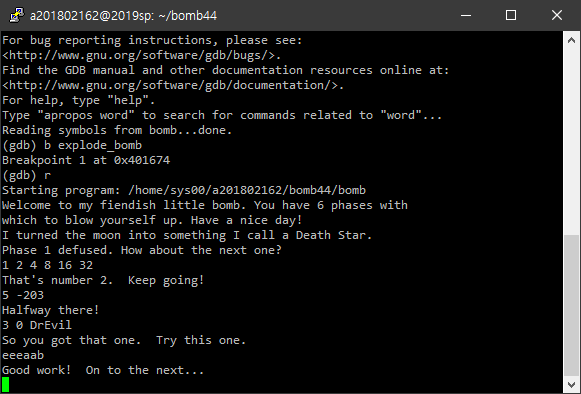 a201802162@2019sp: ~/bomb44
For bug reporting instructions, please see:
<http://www.gnu.org/software/gdb/bugs/>.
Find the GDB manual and other documentation resources online at:
<http://www.gnu.org/software/gdb/documentation/>.
For help, type "help".
Type "apropos word" to search for commands related to "word"...
Reading symbols from bomb...done.
(gdb) b explode_bomb
Breakpoint 1 at 0x401674
(gdb) r
Starting program: /home/sys00/a201802162/bomb44/bomb
Welcome to my fiendish little bomb. You have 6 phases with
which to blow yourself up. Have a nice day!
I turned the moon into something I call a Death Star.
Phase 1 defused. How about the next one?
1 2 4 8 16 32
That's number 2.  Keep going!
5 -203
Halfway there!
3 0 DrEvil
So you got that one.  Try this one.
eeeaab
Good work!  On to the next...